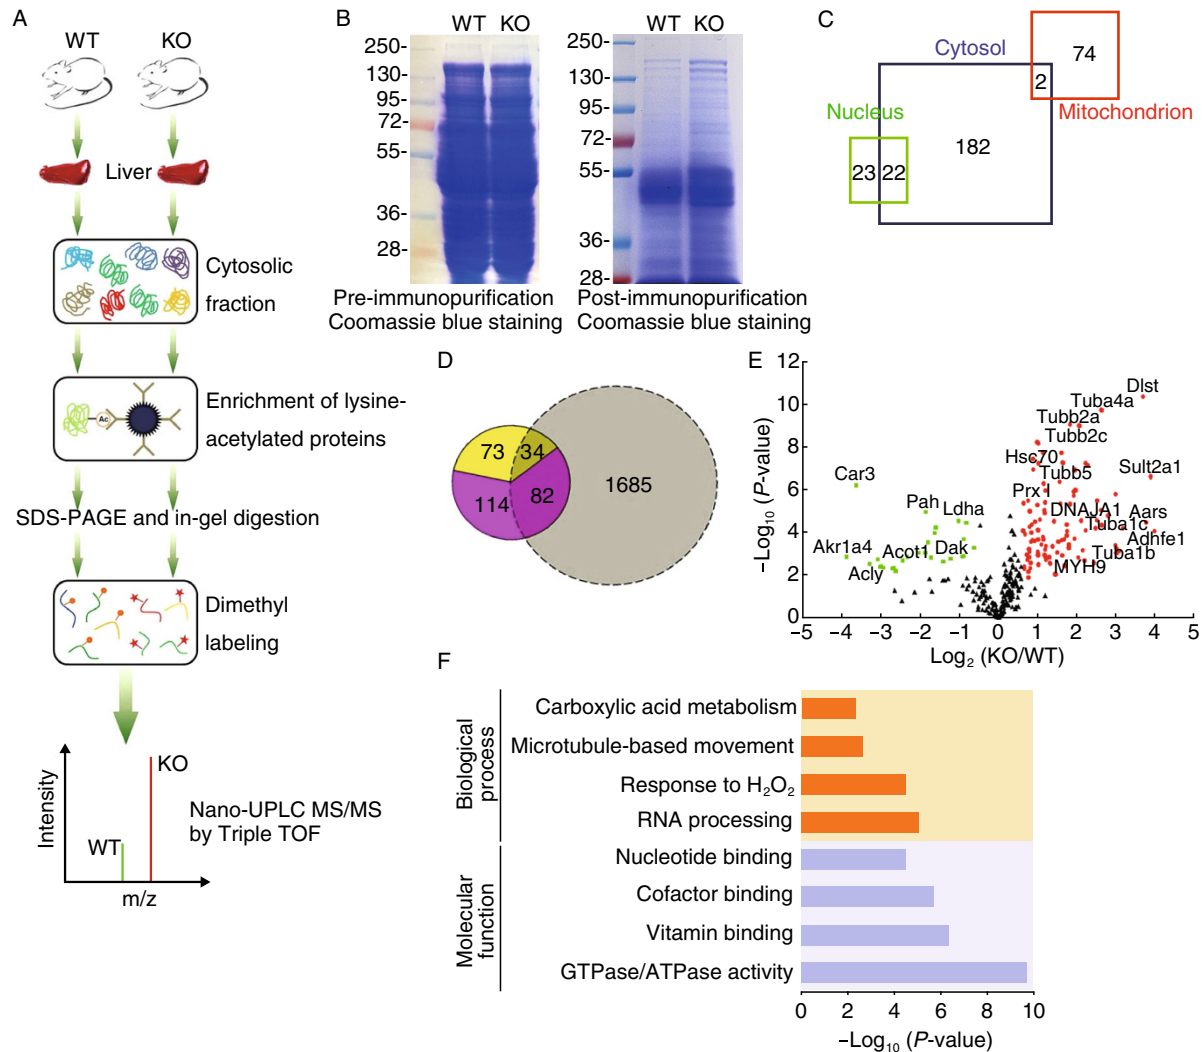 A
WT
KO
Liver
Cytosolic
fraction
Ac
Enrichment of lysine-
acetylated proteins
SDS-PAGE and in-gel digestion
Dimethyl
labeling
Intensity
WT
KO
m/z
Nano-UPLC MS/MS
by Triple TOF
B
WT KO
250-
130-
95-
72-
55-
36-
28-
Pre-immunopurification
Coomassie blue staining
WT KO
250-
130-
95-
72-
55-
36-
28-
Post-immunopurification
Coomassie blue staining
C
Cytosol
74
2
Nucleus
Mitochondrion
182
23 22
D
73 34
114 82
1685
E
−Log10 (P-value)
12
10
8
6
4
2
0
Dlst
Tuba4a
Tubb2a
Tubb2c
Hsc70
Tubb5
Sult2a1
Car3
Prx I
Pah
Ldha
DNAJA1
Aars
Tuba1c
Adhfe1
Akr1a4
Acot1
Dak
Tuba1b
Acly
MYH9
−5 −4 −3 −2 −1 0 1 2 3 4 5
Log2 (KO/WT)
F
Biological
process
Carboxylic acid metabolism
Microtubule-based movement
Response to H2O2
RNA processing
Molecular
function
Nucleotide binding
Cofactor binding
Vitamin binding
GTPase/ATPase activity
0 2 4 6 8 10
−Log10 (P-value)